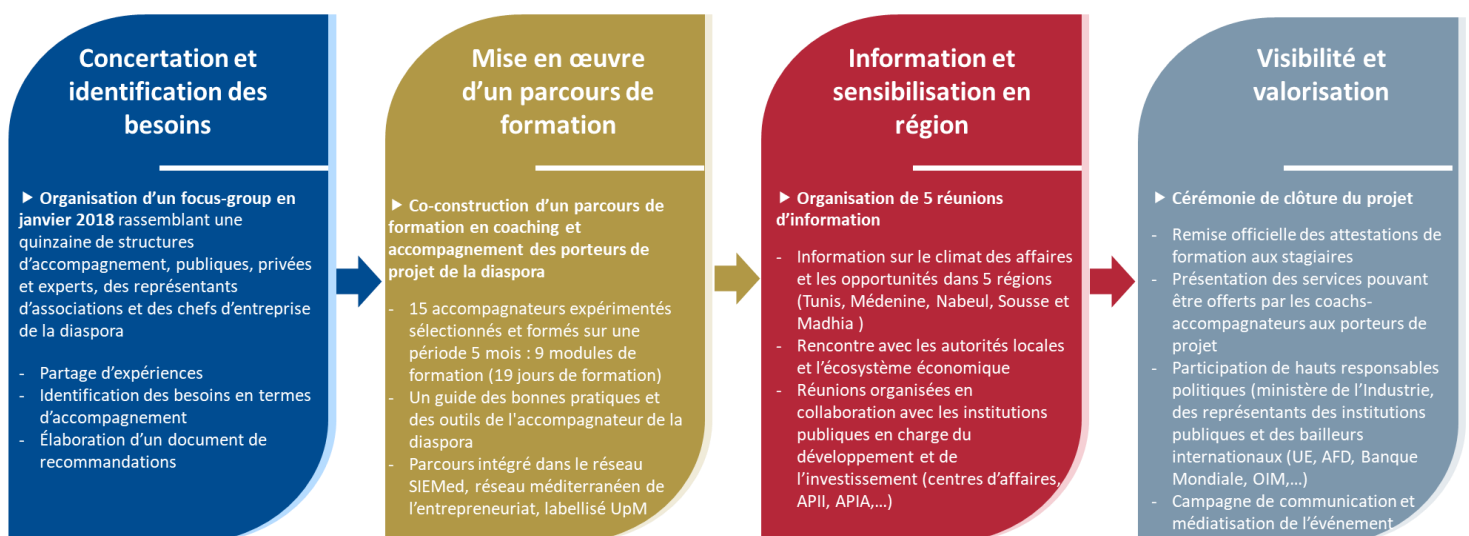 Concertation et
identification des
besoins
► Organisation d'un focus-group en
janvier 2018 rassemblant une
quinzaine de structures
d'accompagnement, publiques, privées
et experts, des représentants
d'associations et des chefs d'entreprise
de la diaspora
- Partage d'expériences
- Identification des besoins en termes
d'accompagnement
- Élaboration d'un document de
recommandations
Mise en œuvre
d'un parcours de
formation
► Co-construction d'un parcours de
formation en coaching et
accompagnement des porteurs de
projet de la diaspora
- 15 accompagnateurs expérimentés
sélectionnés et formés sur une
période 5 mois : 9 modules de
formation (19 jours de formation)
- Un guide des bonnes pratiques et
des outils de l'accompagnateur de la
diaspora
- Parcours intégré dans le réseau
SIEMed, réseau méditerranéen de
l'entrepreneuriat, labellisé UpM
Information et
sensibilisation en
région
► Organisation de 5 réunions
d'information
- Information sur le climat des affaires
et les opportunités dans 5 régions
(Tunis, Médenine, Nabeul, Sousse et
Madhia )
- Rencontre avec les autorités locales
et l'écosystème économique
- Réunions organisées en
collaboration avec les institutions
publiques en charge du
développement et de
l'investissement (centres d'affaires,
APII, APIA,...)
Visibilité et
valorisation
► Cérémonie de clôture du projet
- Remise officielle des attestations de
formation aux stagiaires
- Présentation des services pouvant
être offerts par les coachs-
accompagnateurs aux porteurs de
projet
- Participation de hauts responsables
politiques (ministère de l'Industrie,
des représentants des institutions
publiques et des bailleurs
internationaux (UE, AFD, Banque
Mondiale, OIM,...)
- Campagne de communication et
médiatisation de l'événement